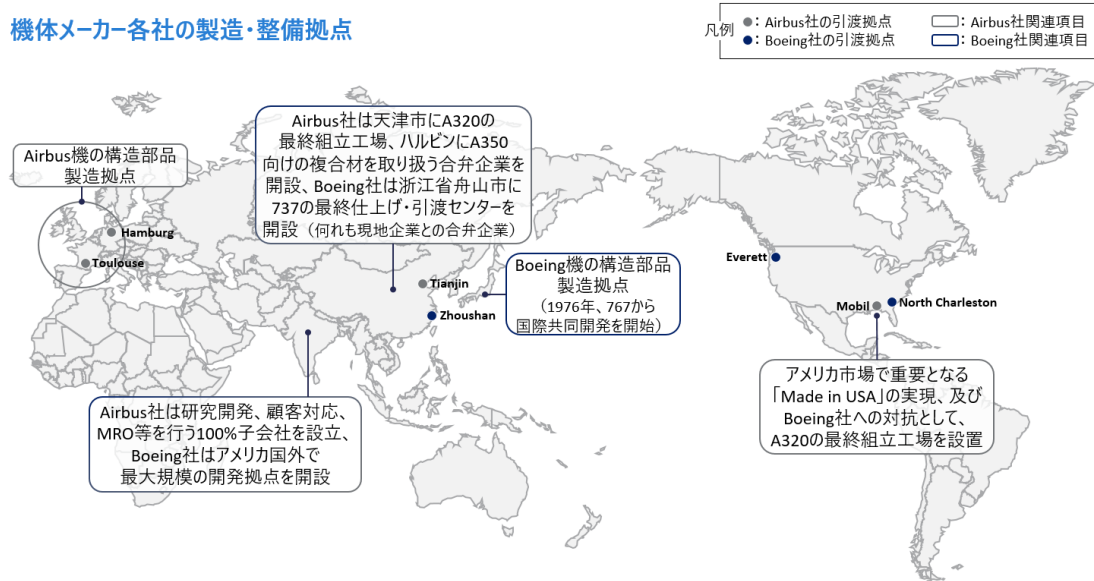 機体メーカー各社の製造・整備拠点
凡例
●： Airbus社の引渡拠点
：Airbus社関連項目
●： Boeing社の引渡拠点
：Boeing社関連項目
Airbus社は天津市にA320の
最終組立工場、ハルビンにA350
向けの複合材を取り扱う合弁企業を
開設、Boeing社は浙江省舟山市に
737の最終仕上げ・引渡センターを
開設（何れも現地企業との合弁企業）
Airbus機の構造部品
製造拠点
Hamburg
Toulouse
Tianjin
Zhoushan
Boeing機の構造部品
製造拠点
（1976年、767から
国際共同開発を開始）
Everett
Mobil
North Charleston
アメリカ市場で重要となる
「Made in USA」の実現、及び
Boeing社への対抗として、
A320の最終組立工場を設置
Airbus社は研究開発、顧客対応、
MRO等を行う100%子会社を設立、
Boeing社はアメリカ国外で
最大規模の開発拠点を開設